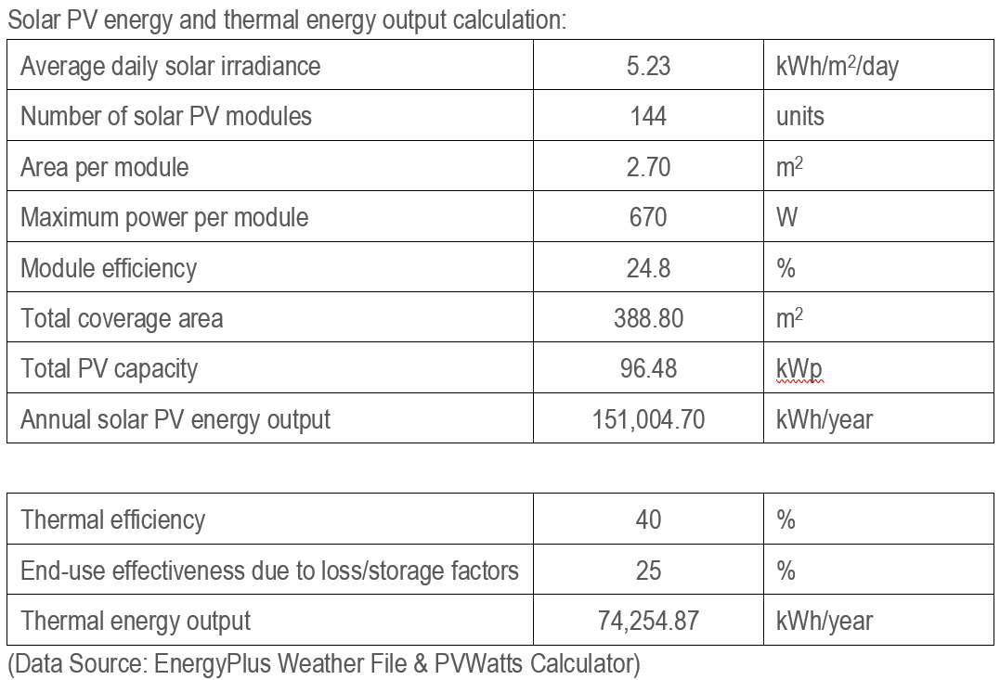 Solar PV energy and thermal energy output calculation:
Average daily solar irradiance 5.23 kWh/m²/day
Number of solar PV modules 144 units
Area per module 2.70 m²
Maximum power per module 670 W
Module efficiency 24.8 %
Total coverage area 388.80 m²
Total PV capacity 96.48 kWp
Annual solar PV energy output 151,004.70 kWh/year
Thermal efficiency 40 %
End-use effectiveness due to loss/storage factors 25 %
Thermal energy output 74,254.87 kWh/year
(Data Source: EnergyPlus Weather File & PVWatts Calculator)